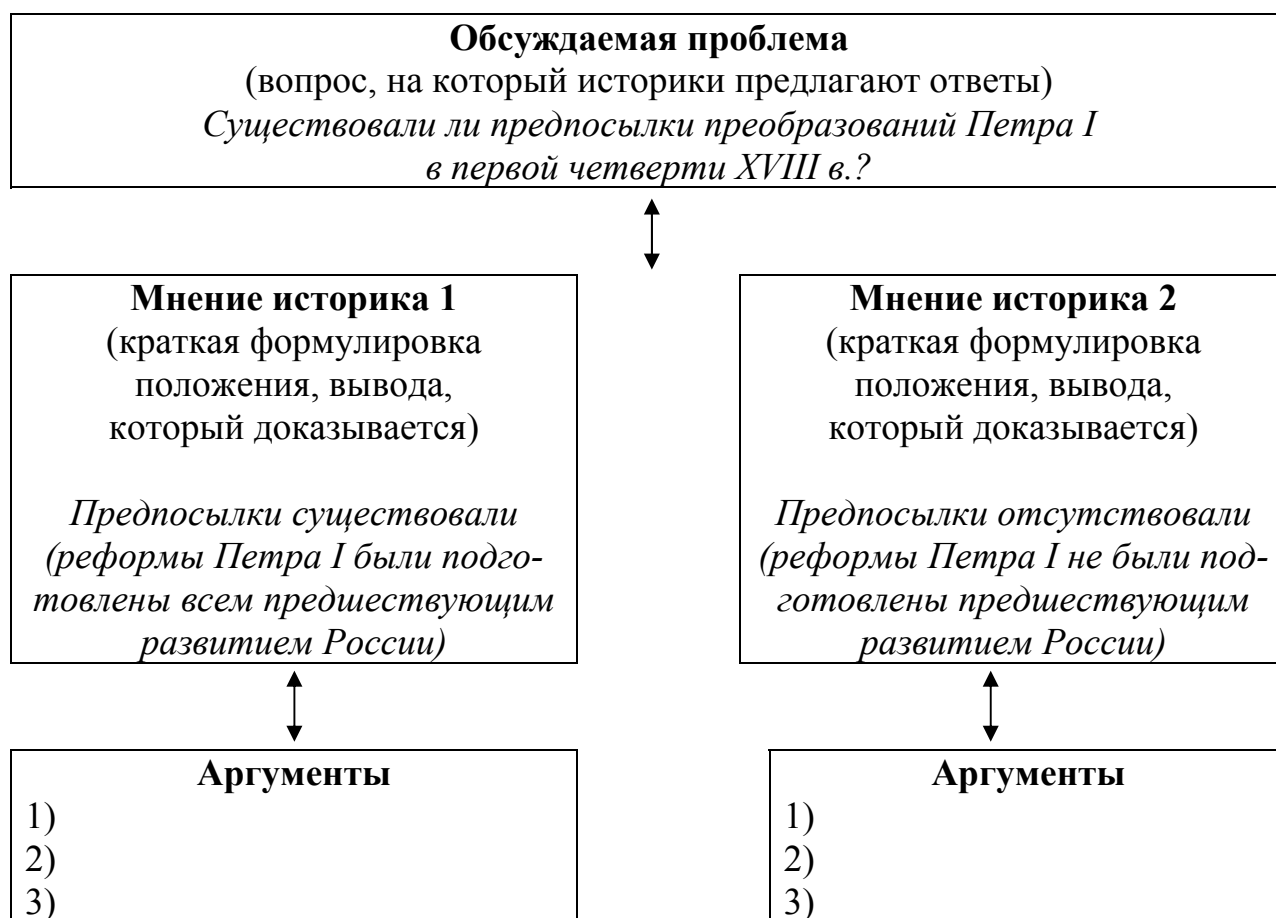 Обсуждаемая проблема
(вопрос, на который историки предлагают ответы)
Существовали ли предпосылки преобразований Петра I
в первой четверти XVIII в.?
Мнение историка 1
(краткая формулировка
положения, вывода,
который доказывается)
Предпосылки существовали
(реформы Петра I были подго-
товлены всем предшествующим
развитием России)
Мнение историка 2
(краткая формулировка
положения, вывода,
который доказывается)
Предпосылки отсутствовали
(реформы Петра I не были под-
готовлены предшествующим
развитием России)
Аргументы
1)
2)
3)
Аргументы
1)
2)
3)